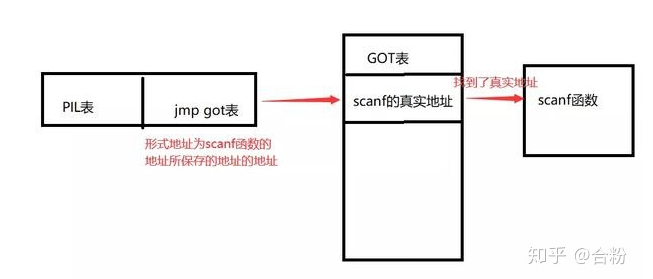 PIL表
jmp got表
形式地址为scanf函数的
地址所保存的地址的地址
GOT表
scanf的真实地址
找到了真实地址
scanf函数
知乎 @合粉